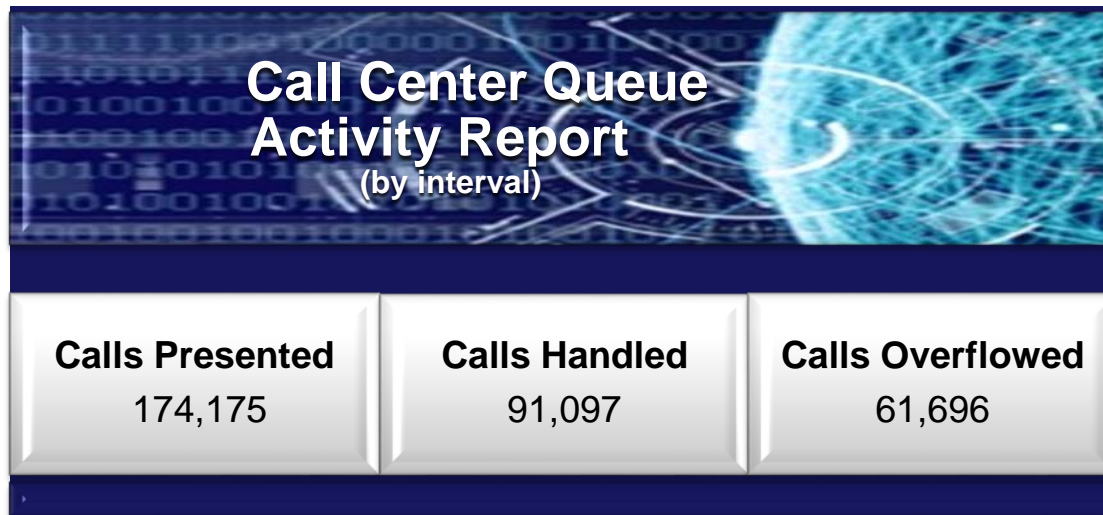 Call Center Queue
Activity Report
(by interval)
Calls Presented
174,175
Calls Handled
91,097
Calls Overflowed
61,696